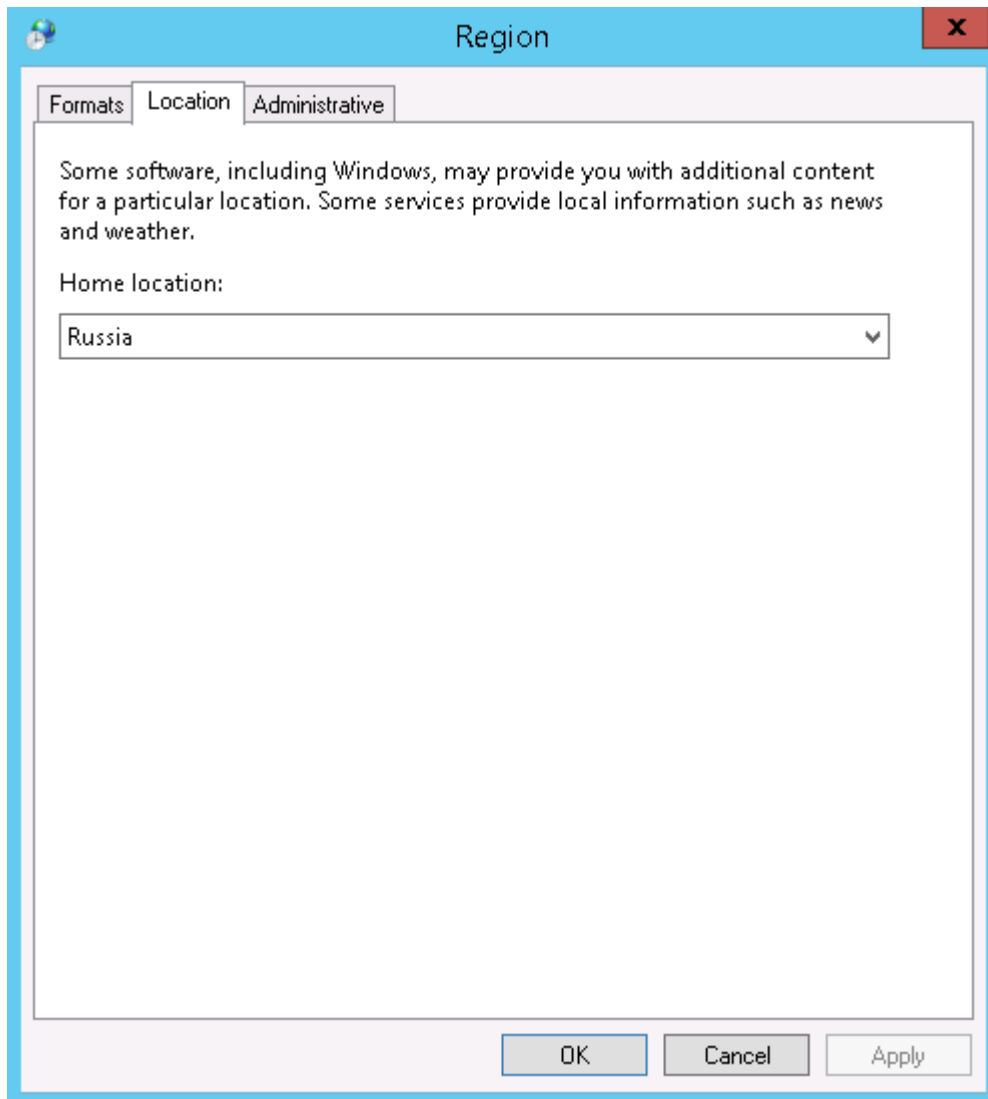 Region
x
Formats Location Administrative
Some software, including Windows, may provide you with additional content
for a particular location. Some services provide local information such as news
and weather.
Home location:
Russia
OK Cancel Apply